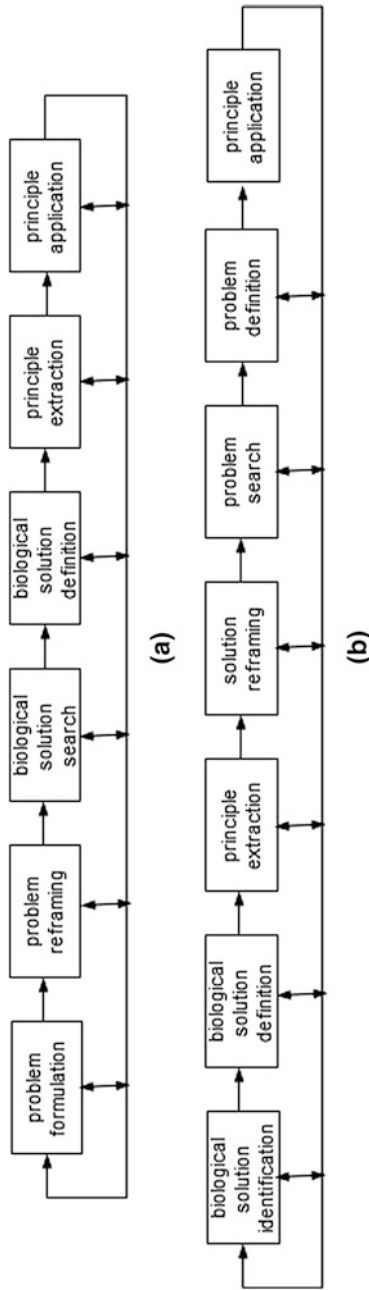 problem
formulation
problem
reframing
biological
solution
search
biological
solution
definition
principle
extraction
principle
application
(a)
biological
solution
identification
biological
solution
definition
principle
extraction
solution
reframing
problem
search
problem
definition
principle
application
(b)